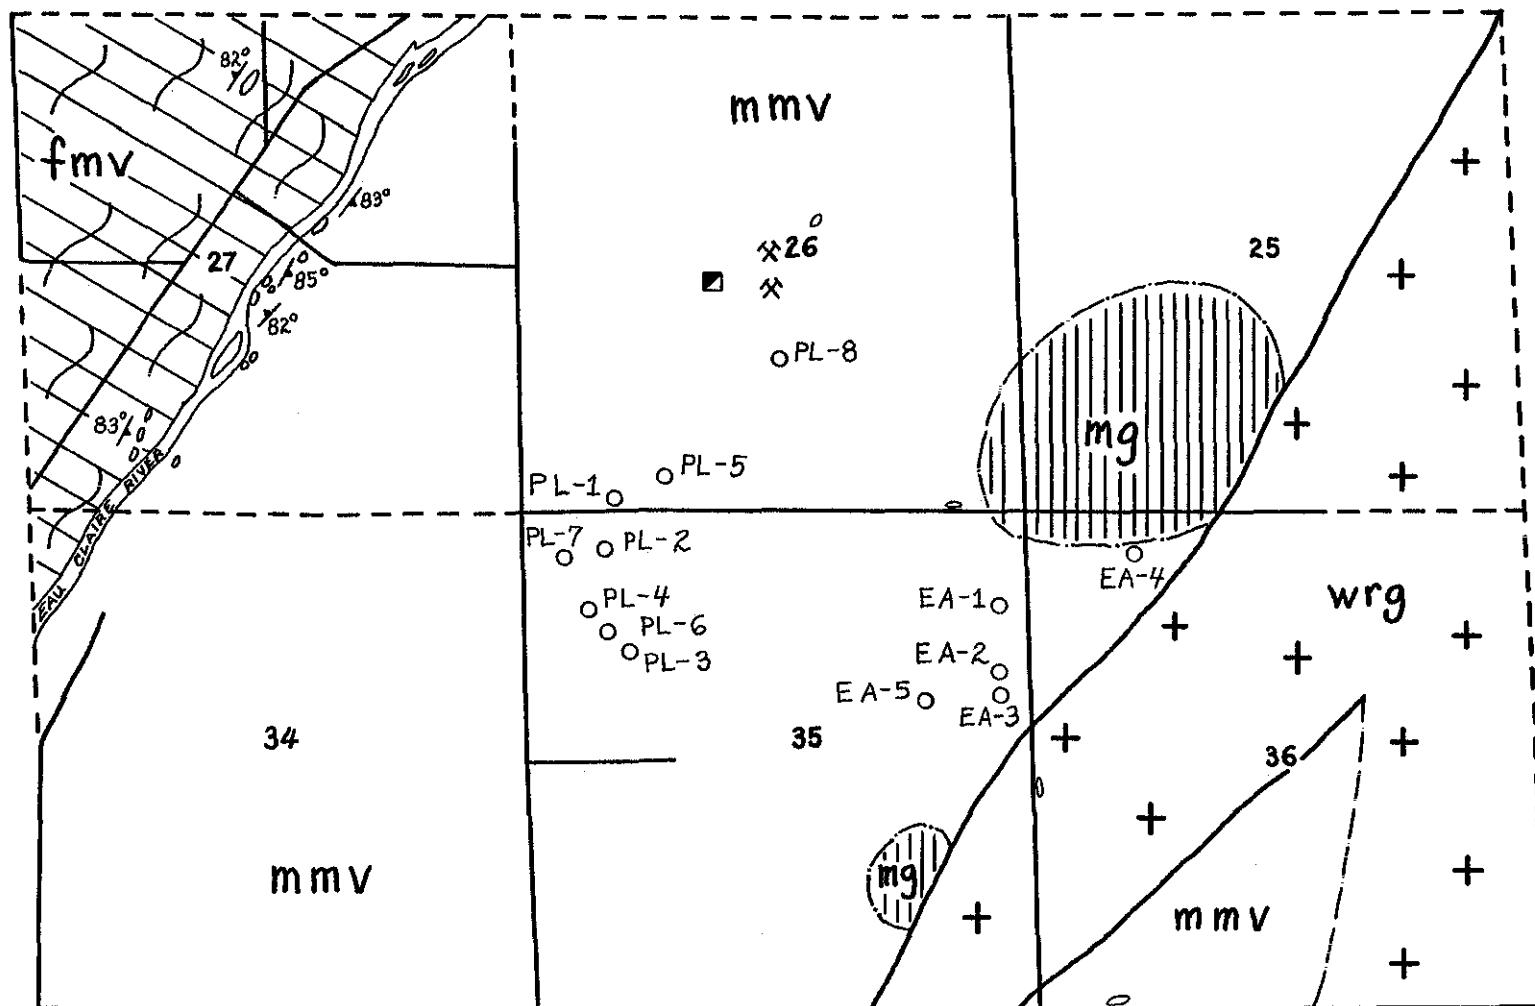 82°
mmv
fmv
83°
26
25
27
85°
82°
PL-8
83°
mg
PL-5
PL-1
EAU CLAIRE RIVER
PL-7
PL-2
EA-4
PL-4
EA-1
wrg
PL-6
EA-2
PL-3
EA-5
EA-3
34
35
36
mmv
mg
mmv